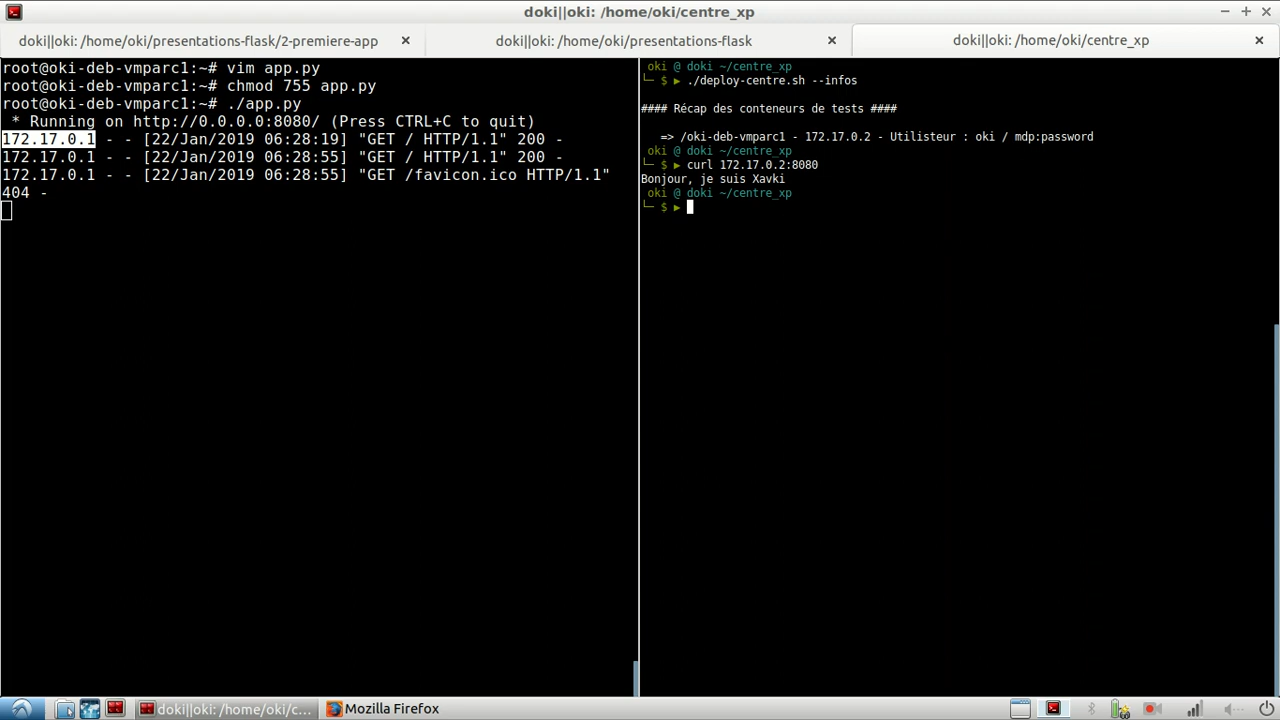 doki||oki: /home/oki/centre_xp
doki||oki: /home/oki/presentations-flask/2-premiere-app
doki||oki: /home/oki/presentations-flask
doki||oki: /home/oki/centre_xp
root@oki-deb-vmparc1:~# vim app.py
root@oki-deb-vmparc1:~# chmod 755 app.py
root@oki-deb-vmparc1:~# ./app.py
* Running on http://0.0.0.0:8080/ (Press CTRL+C to quit)
172.17.0.1 - - [22/Jan/2019 06:28:19] "GET / HTTP/1.1" 200 -
172.17.0.1 - - [22/Jan/2019 06:28:55] "GET / HTTP/1.1" 200 -
172.17.0.1 - - [22/Jan/2019 06:28:55] "GET /favicon.ico HTTP/1.1"
404 -
oki @ doki ~/centre_xp
└─ $ ▶ ./deploy-centre.sh --infos
#### Récap des conteneurs de tests ####
=> /oki-deb-vmparc1 - 172.17.0.2 - Utilisteur : oki / mdp:password
oki @ doki ~/centre_xp
└─ $ ▶ curl 172.17.0.2:8080
Bonjour, je suis Xavki
oki @ doki ~/centre_xp
└─ $ ▶
doki||oki: /home/oki/c...
Mozilla Firefox